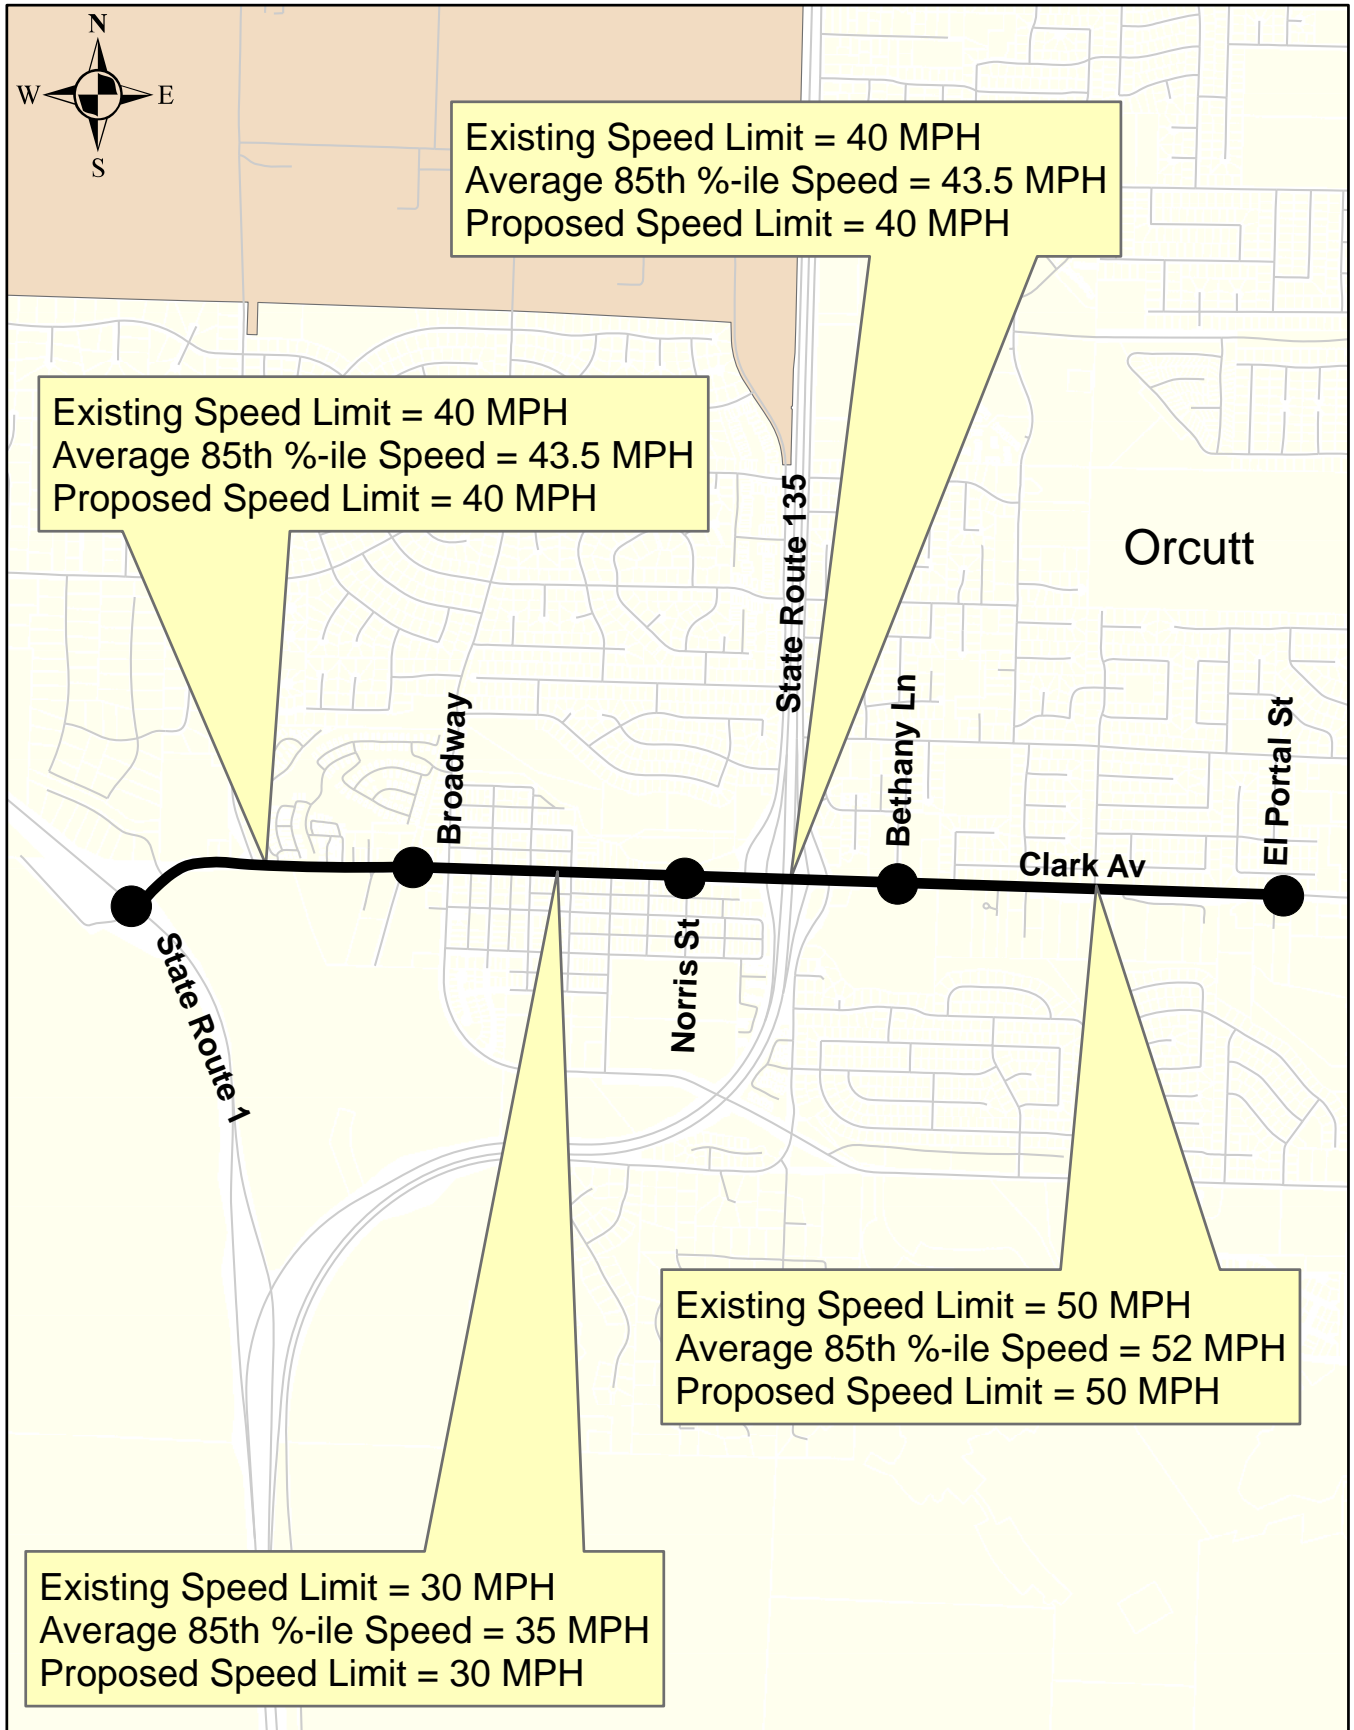 N
W E
S
Existing Speed Limit = 40 MPH
Average 85th %-ile Speed = 43.5 MPH
Proposed Speed Limit = 40 MPH
Existing Speed Limit = 40 MPH
Average 85th %-ile Speed = 43.5 MPH
Proposed Speed Limit = 40 MPH
Orcutt
State Route 135
Broadway
Bethany Ln
El Portal St
Clark Av
Norris St
State Route 1
Existing Speed Limit = 50 MPH
Average 85th %-ile Speed = 52 MPH
Proposed Speed Limit = 50 MPH
Existing Speed Limit = 30 MPH
Average 85th %-ile Speed = 35 MPH
Proposed Speed Limit = 30 MPH